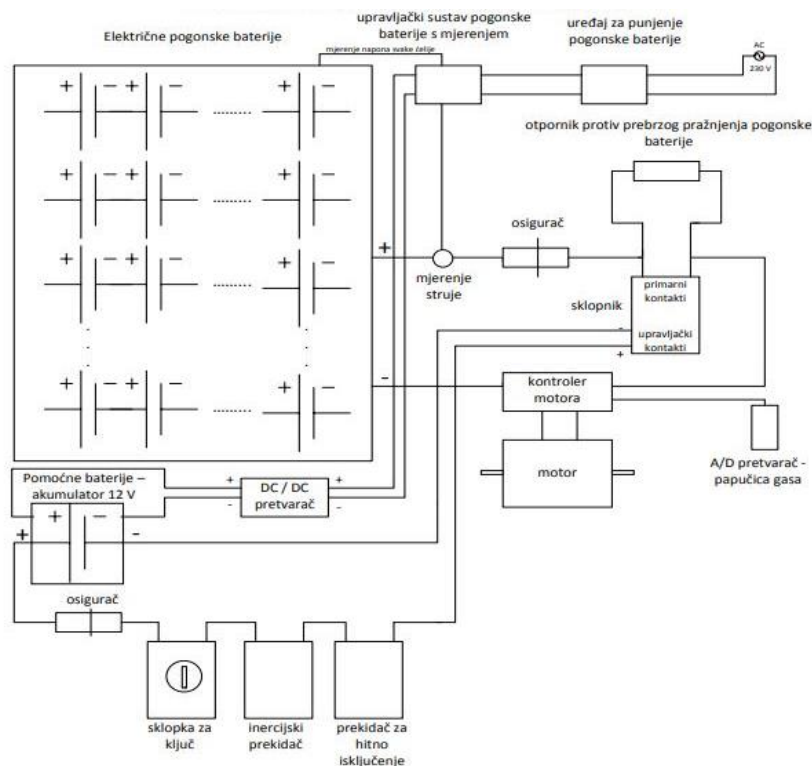 Električne pogonske baterije
upravljački sustav pogonske
baterije s mjerenjem
mjerenje napona svake ćelije
uređaj za punjenje
pogonske baterije
AC
230 V
otpornik protiv prebrzog pražnjenja pogonske
baterije
+ − + − ........ + −
+ − + − ........ + −
+ − + − ........ + −
+ − + − ........ + −
+
mjerenje
struje
osigurač
sklopnik
primarni
kontakti
-
upravljački
kontakti
+
-
kontroler
motora
motor
A/D pretvarač -
papučica gasa
Pomoćne baterije –
akumulator 12 V
+ −
+ -
+ +
DC / DC
pretvarač
- -
osigurač
sklopka za
ključ
inercijski
prekidač
prekidač za
hitno
isključenje